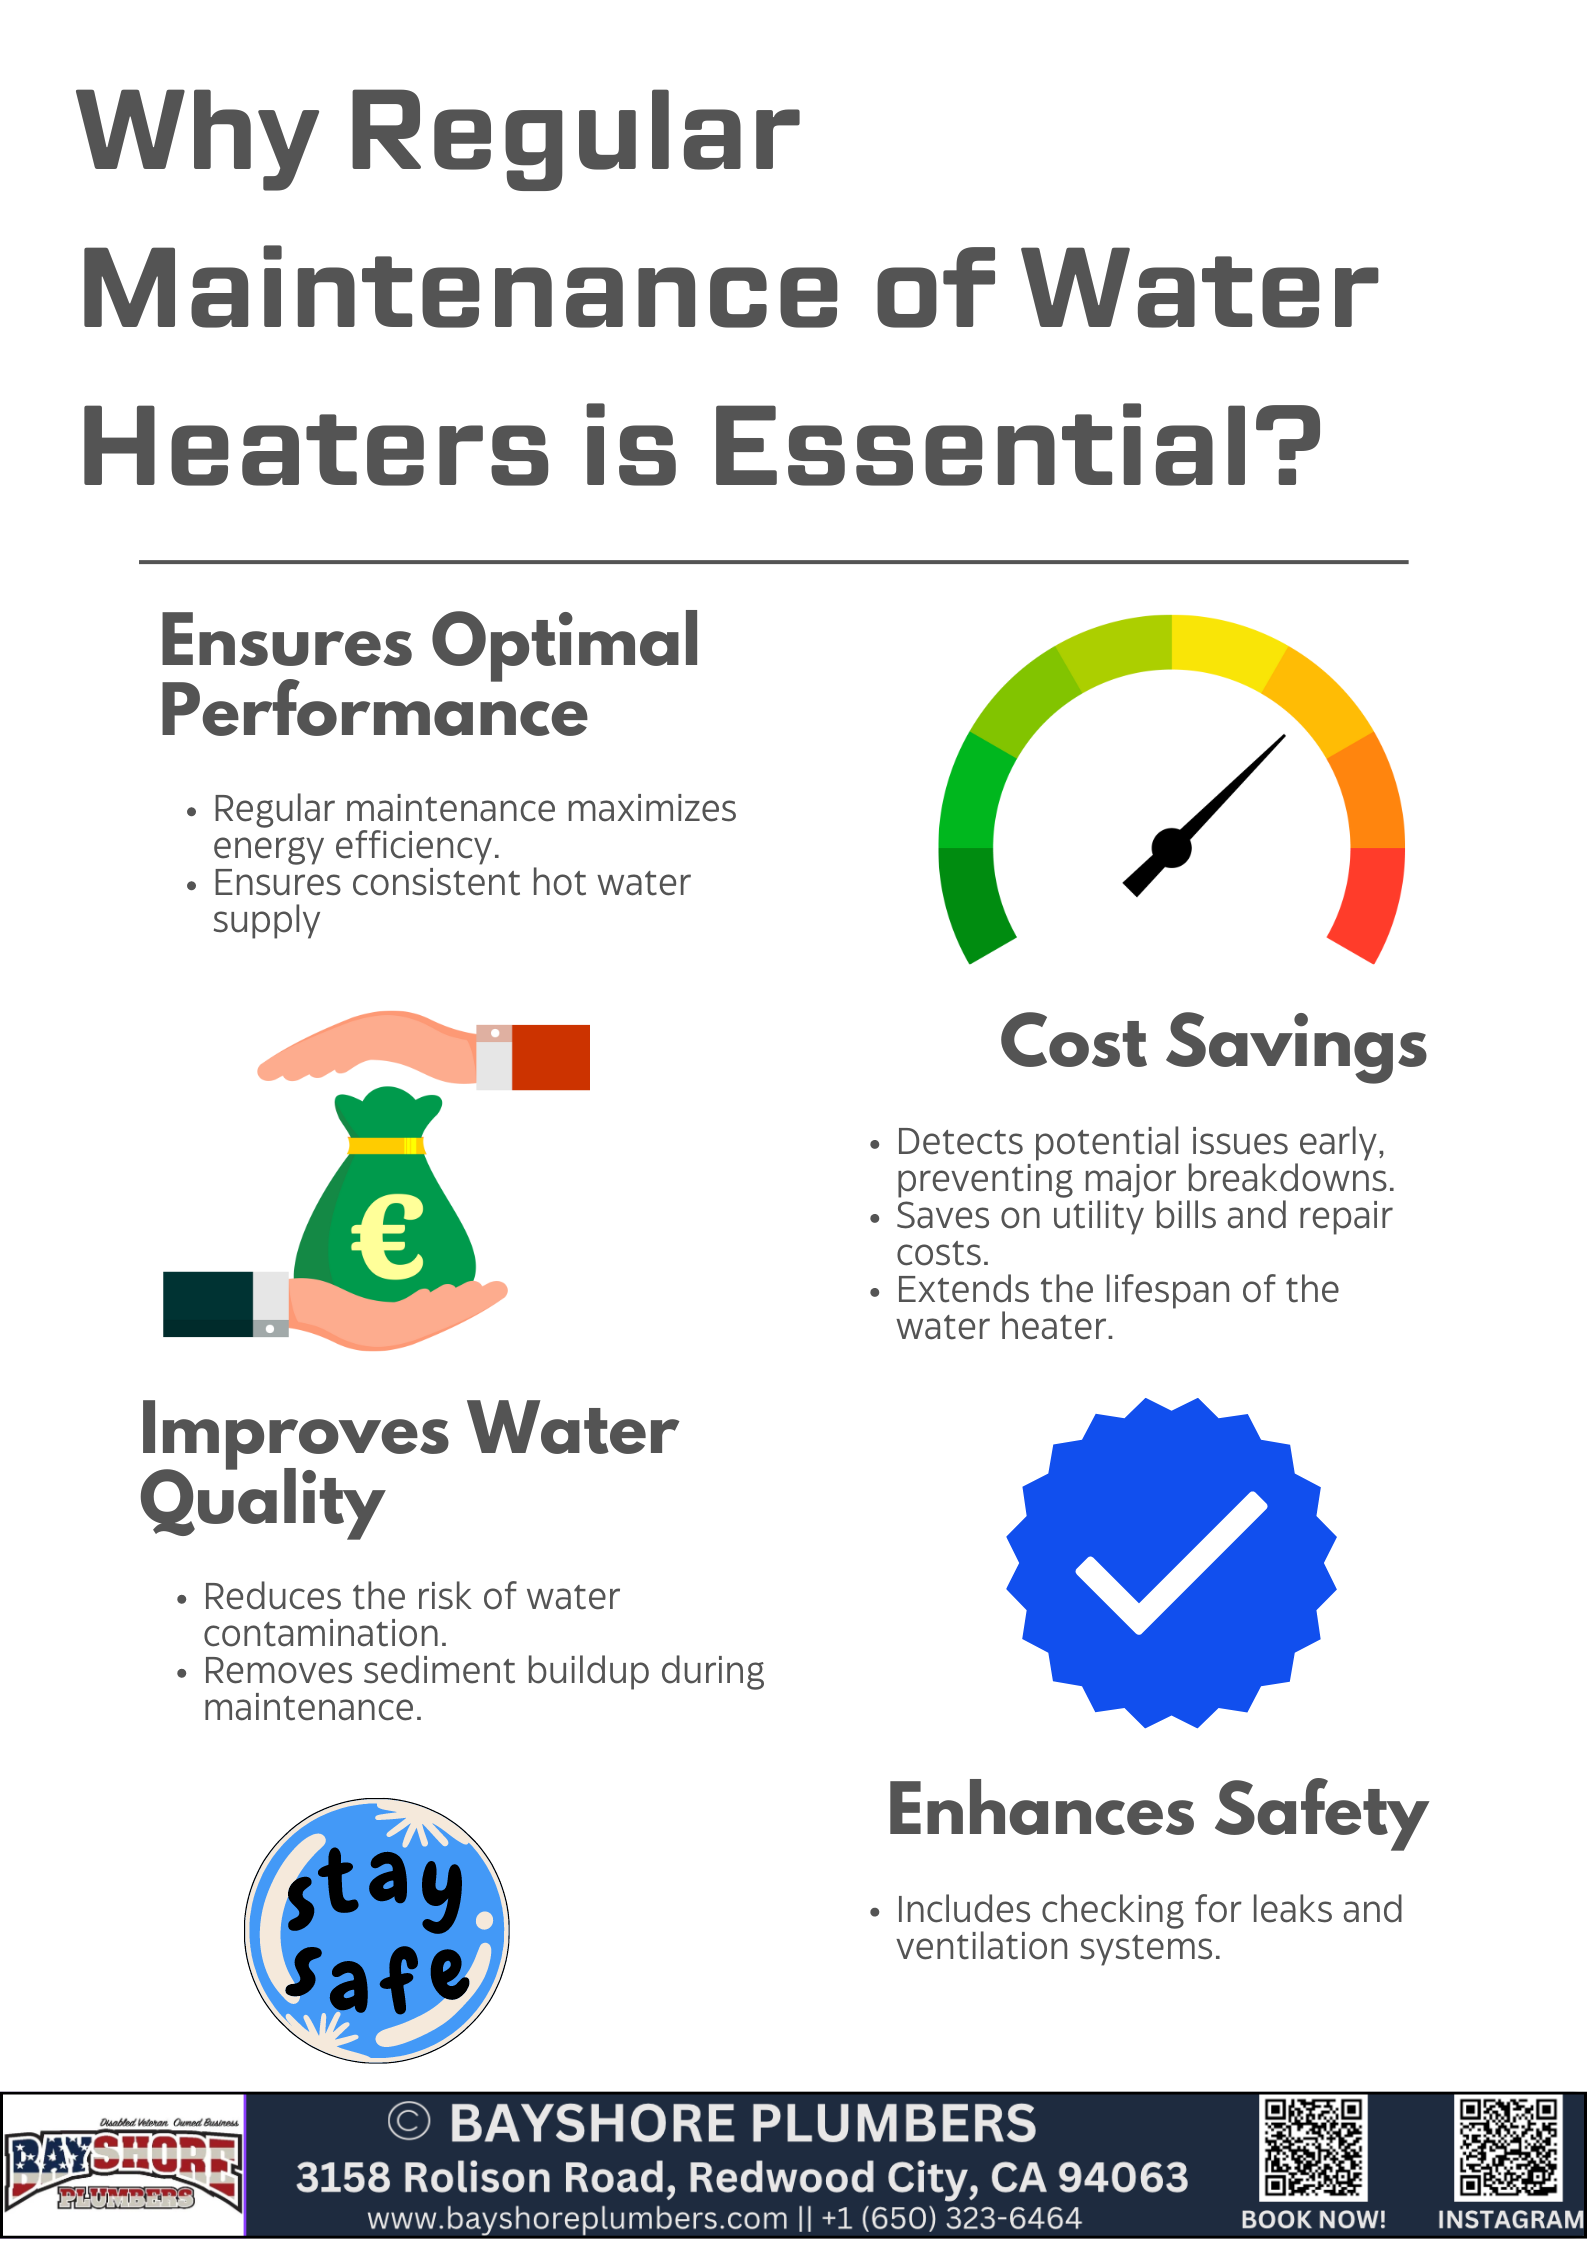 Why Regular
Maintenance of Water
Heaters is Essential?
Ensures Optimal
Performance
• Regular maintenance maximizes
energy efficiency.
• Ensures consistent hot water
supply
€
Cost Savings
• Detects potential issues early,
preventing major breakdowns.
• Saves on utility bills and repair
costs.
• Extends the lifespan of the
water heater.
Improves Water
Quality
• Reduces the risk of water
contamination.
• Removes sediment buildup during
maintenance.
stay
safe
Enhances Safety
• Includes checking for leaks and
ventilation systems.
Disabled Veteran Owned Business
BAYSHORE
PLUMBERS
© BAYSHORE PLUMBERS
3158 Rolison Road, Redwood City, CA 94063
www.bayshoreplumbers.com || +1 (650) 323-6464
BOOK NOW!
INSTAGRAM